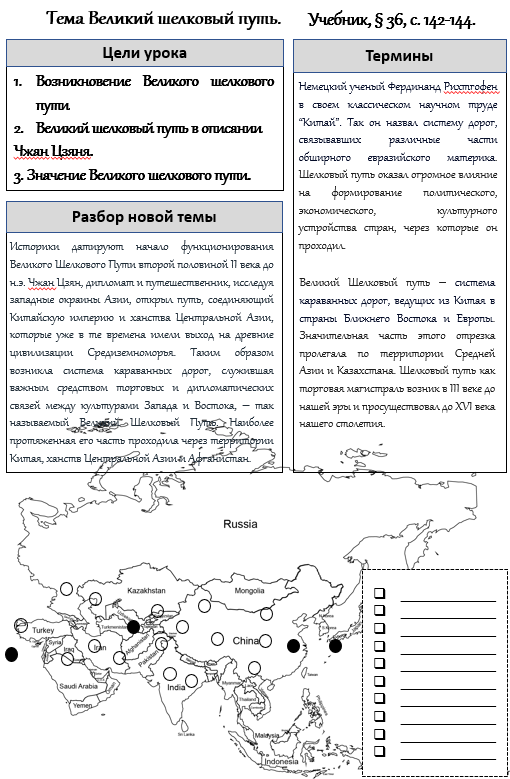 Тема Великий шелковый путь. Учебник, § 36, с. 142-144.
Цели урока
1. Возникновение Великого шелкового
пути
2. Великий шелковый путь в описании
Чжан Цзяня.
3. Значение Великого шелкового пути.
Термины
Немецкий ученый Фердинанд Рихтгофен
в своем классическом научном труде
“Китай”. Так он назвал систему дорог,
связывавших различные части
обширного евразийского материка.
Шелковый путь оказал огромное влияние
на формирование политического,
экономического, культурного
устройства стран, через которые он
проходил.
Великий Шелковый путь – система
караванных дорог, ведущих из Китая в
страны Ближнего Востока и Европы.
Значительная часть этого отрезка
пролегала по территории Средней
Азии и Казахстана. Шелковый путь как
торговая магистраль возник в III веке до
нашей эры и просуществовал до XVI века
нашего столетия.
Разбор новой темы
Историки датируют начало функционирования
Великого Шелкового Пути второй половиной II века до
н.э. Чжан Цзян, дипломат и путешественник, исследуя
западные окраины Азии, открыл путь, соединяющий
Китайскую империю и ханства Центральной Азии,
которые уже в те времена имели выход на древние
цивилизации Средиземноморья. Таким образом
возникла система караванных дорог, служившая
важным средством торговых и дипломатических
связей между культурами Запада и Востока, – так
называемый Великий Шелковый Путь. Наиболее
протяженная его часть проходила через территории
Китая, ханств Центральной Азии и Афганистан.
Russia
Kazakhstan
Mongolia
Turkey
Turkmenistan
Syria
Iraq
Iran
Afghanistan
Pakistan
China
Saudi Arabia
Yemen
India
Myanmar
Thailand
Sri Lanka
Malaysia
Indonesia